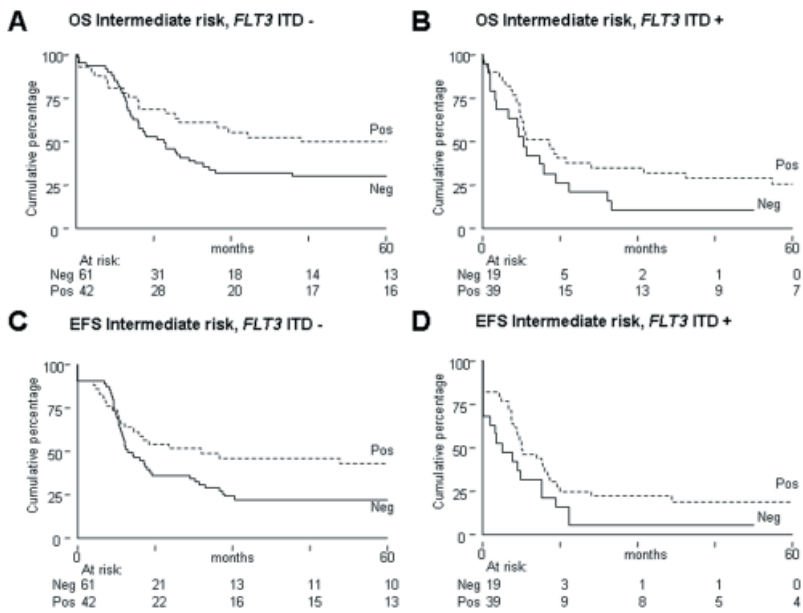 A OS Intermediate risk, FLT3 ITD -
Cumulative percentage
100
75
50
25
0
Pos
Neg
months
60
At risk:
Neg 61 31 18 14 13
Pos 42 28 20 17 16
B OS Intermediate risk, FLT3 ITD +
Cumulative percentage
100
75
50
25
0
Pos
Neg
0 months 60
At risk:
Neg 19 5 2 1 0
Pos 39 15 13 9 7
C EFS Intermediate risk, FLT3 ITD -
Cumulative percentage
100
75
50
25
0
Pos
Neg
0 months 60
At risk:
Neg 61 21 13 11 10
Pos 42 22 16 15 13
D EFS Intermediate risk, FLT3 ITD +
Cumulative percentage
100
75
50
25
0
Pos
Neg
0 months 60
At risk:
Neg 19 3 1 1 0
Pos 39 9 8 5 4